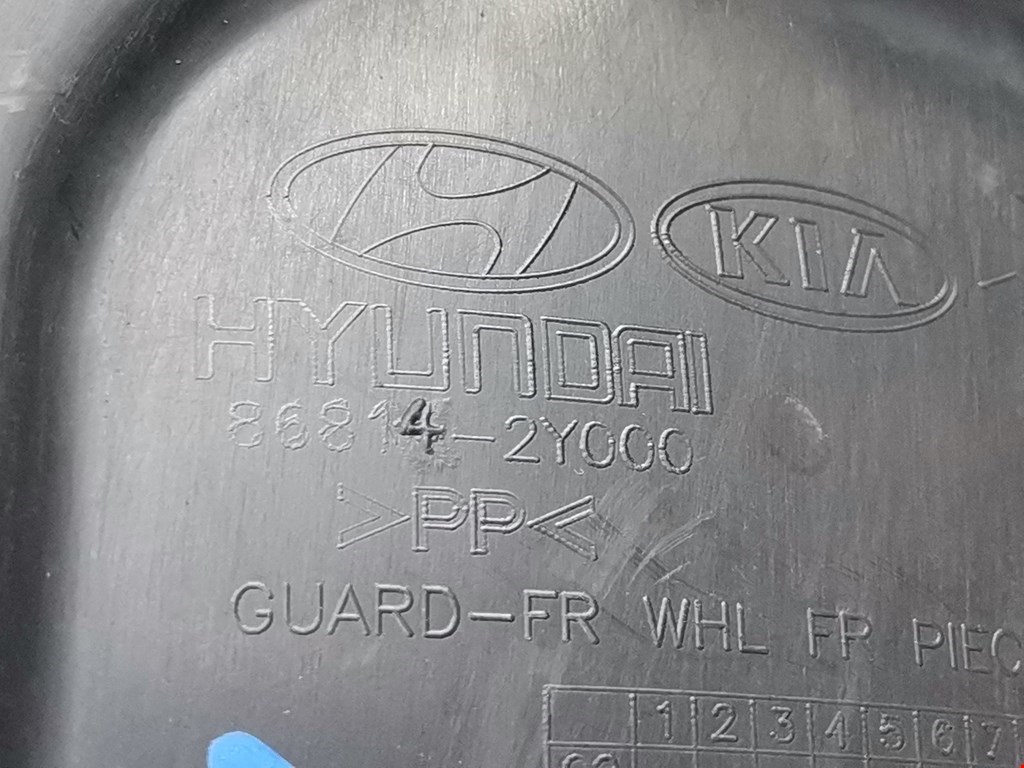 KIA
HYUNDAI
86814-2Y000
>PP<
GUARD-FR WHL FR PIEC
1 2 3 4 5 6 7